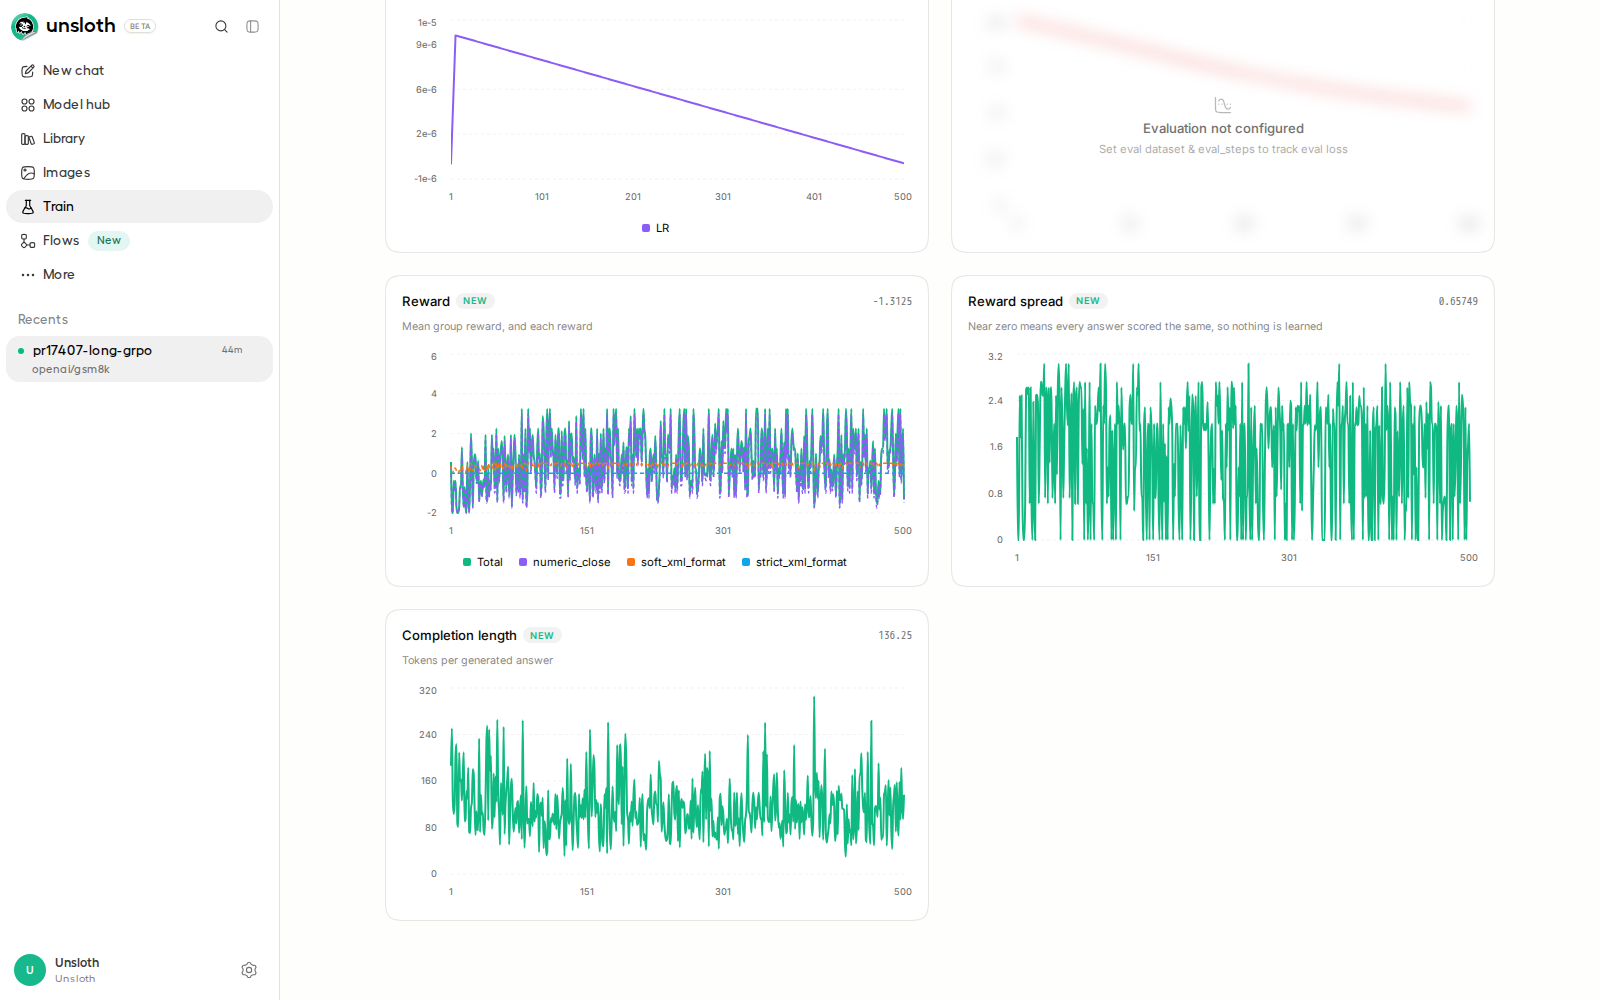 unsloth BETA
New chat
Model hub
Library
Images
Train
Flows New
More
Recents
pr17407-long-grpo 44m
openai/gsm8k
Unsloth
U
Unsloth
1e-5
9e-6
6e-6
2e-6
-1e-6
1 101 201 301 401 500
LR
Evaluation not configured
Set eval dataset & eval_steps to track eval loss
Reward NEW -1.3125
Mean group reward, and each reward
6
4
2
0
-2
1 151 301 500
Total numeric_close soft_xml_format strict_xml_format
Reward spread NEW 0.65749
Near zero means every answer scored the same, so nothing is learned
3.2
2.4
1.6
0.8
0
1 151 301 500
Completion length NEW 136.25
Tokens per generated answer
320
240
160
80
0
1 151 301 500